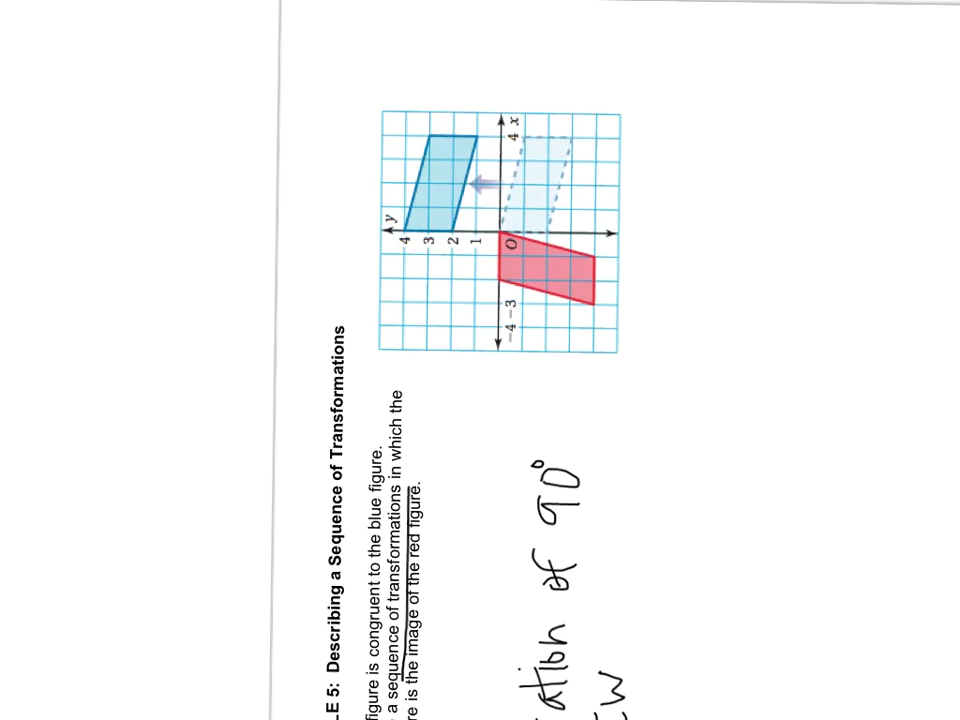 LE 5: Describing a Sequence of Transformations
figure is congruent to the blue figure.
a sequence of transformations in which the
re is the image of the red figure.
y
4
3
2
1
-4 -3 O 4 x
ation of 90°